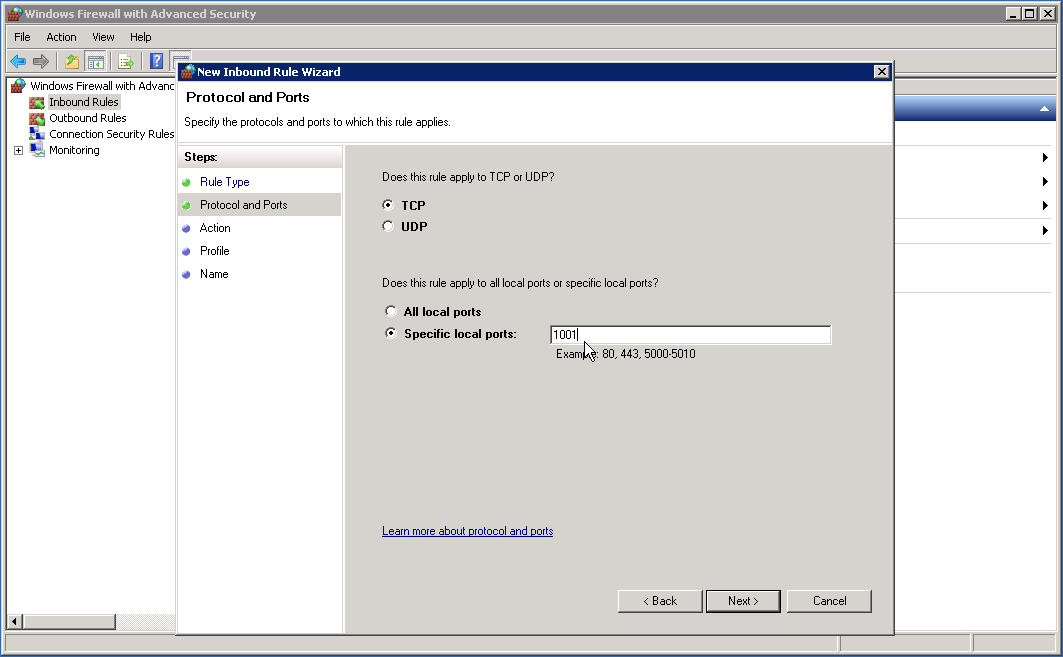 Windows Firewall with Advanced Security
File Action View Help
Windows Firewall with Advanc
Inbound Rules
Outbound Rules
Connection Security Rules
Monitoring
New Inbound Rule Wizard
Protocol and Ports
Specify the protocols and ports to which this rule applies.
Steps:
Rule Type
Protocol and Ports
Action
Profile
Name
Does this rule apply to TCP or UDP?
TCP
UDP
Does this rule apply to all local ports or specific local ports?
All local ports
Specific local ports: 1001
Example: 80, 443, 5000-5010
Learn more about protocol and ports
< Back Next > Cancel